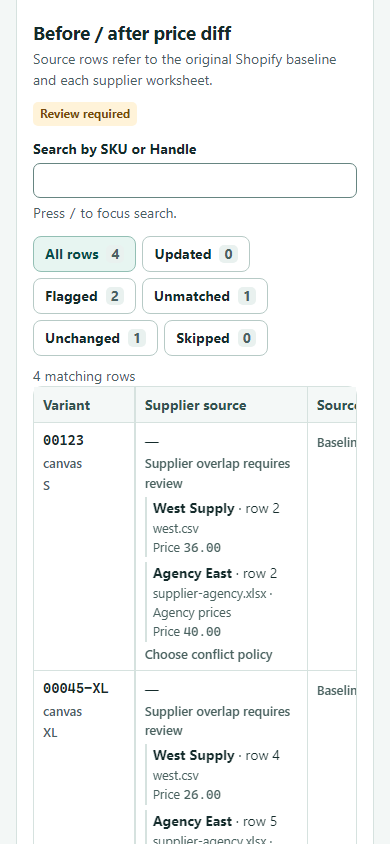 Before / after price diff
Source rows refer to the original Shopify baseline
and each supplier worksheet.
Review required
Search by SKU or Handle
Press / to focus search.
All rows 4
Updated 0
Flagged 2
Unmatched 1
Unchanged 1
Skipped 0
4 matching rows
Variant Supplier source
00123
canvas
S
—
Supplier overlap requires
review
West Supply · row 2
west.csv
Price 36.00
Agency East · row 2
supplier-agency.xlsx ·
Agency prices
Price 40.00
Choose conflict policy
00045-XL
canvas
XL
—
Supplier overlap requires
review
West Supply · row 4
west.csv
Price 26.00
Agency East · row 5
supplier-agency.xlsx ·